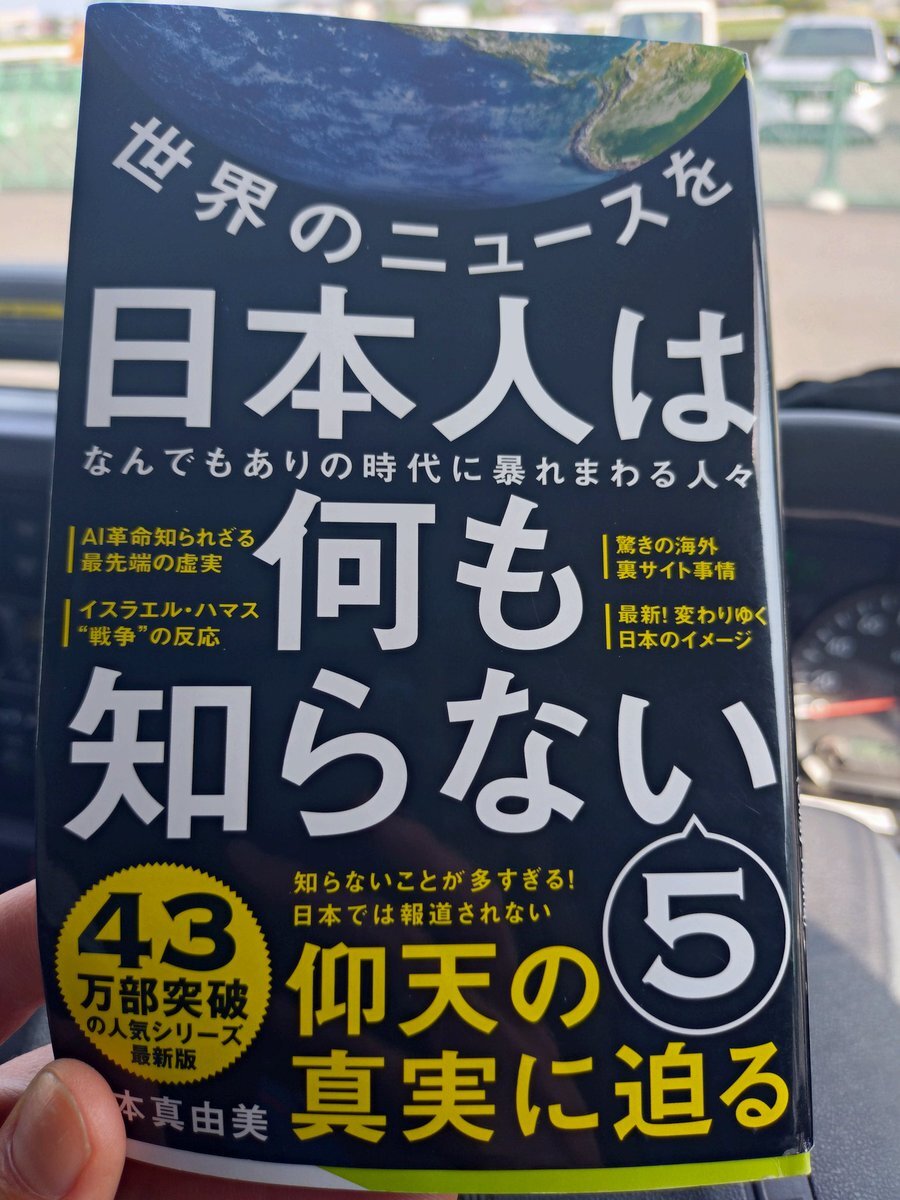 世界のニュースを
日本人は
なんでもありの時代に暴れまわる人々
何も
AI革命知られざる
最先端の虚実
イスラエル・ハマス
“戦争”の反応
驚きの海外
裏サイト事情
最新!変わりゆく
日本のイメージ
知らない
5
43
万部突破
の人気シリーズ
最新版
知らないことが多すぎる!
日本では報道されない
仰天の
真実に迫る
本真由美